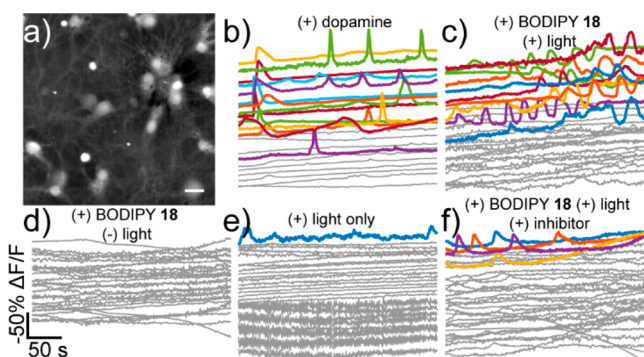 a)
b)
(+) dopamine
c)
(+) BODIPY 18
(+) light
d)
(+) BODIPY 18
(-) light
e)
(+) light only
f)
(+) BODIPY 18 (+) light
(+) inhibitor
-50% ΔF/F
50 s